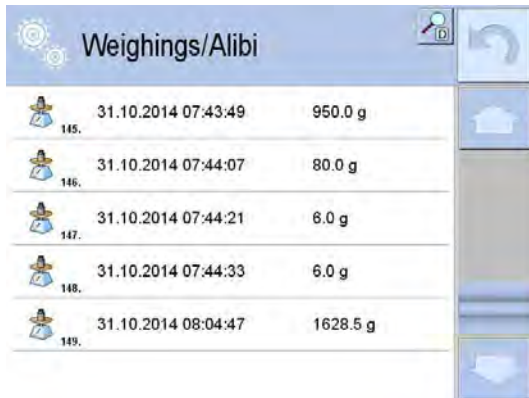 Weighings/Alibi
D
145. 31.10.2014 07:43:49 950.0 g
146. 31.10.2014 07:44:07 80.0 g
147. 31.10.2014 07:44:21 6.0 g
148. 31.10.2014 07:44:33 6.0 g
149. 31.10.2014 08:04:47 1628.5 g